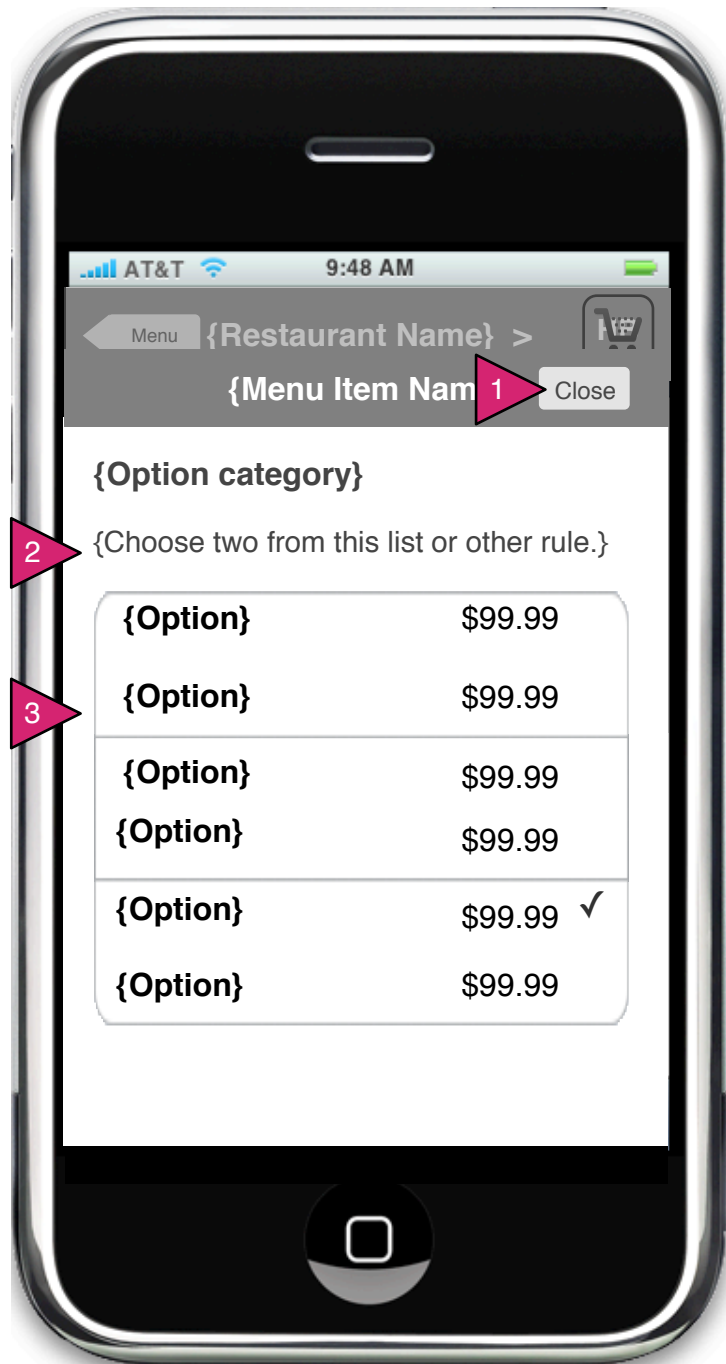 AT&T 9:48 AM
Menu {Restaurant Name} >
{Menu Item Nam 1 Close
{Option category}
2 {Choose two from this list or other rule.}
{Option} $99.99
3 {Option} $99.99
{Option} $99.99
{Option} $99.99
{Option} $99.99 ✓
{Option} $99.99